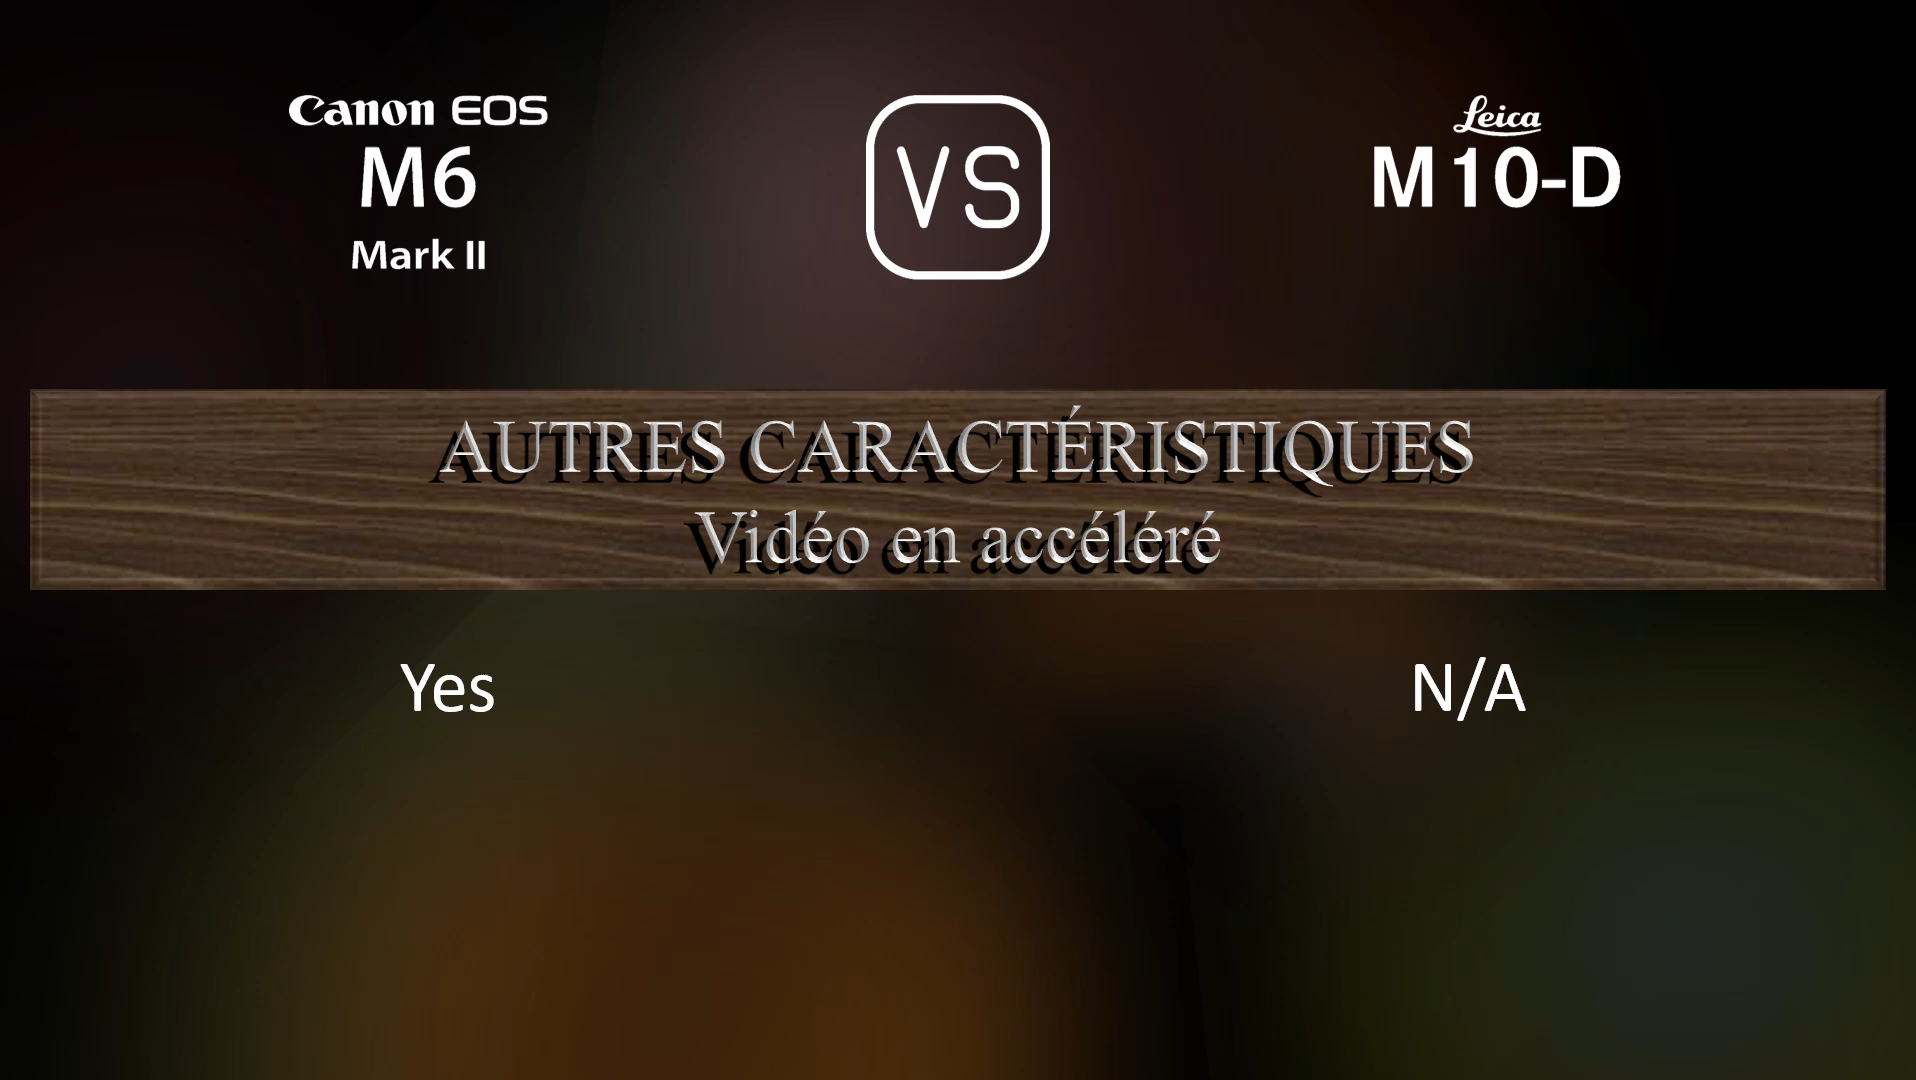 Canon EOS
M6
Mark II
VS
Leica
M10-D
AUTRES CARACTÉRISTIQUES
Vidéo en accéléré
Yes
N/A